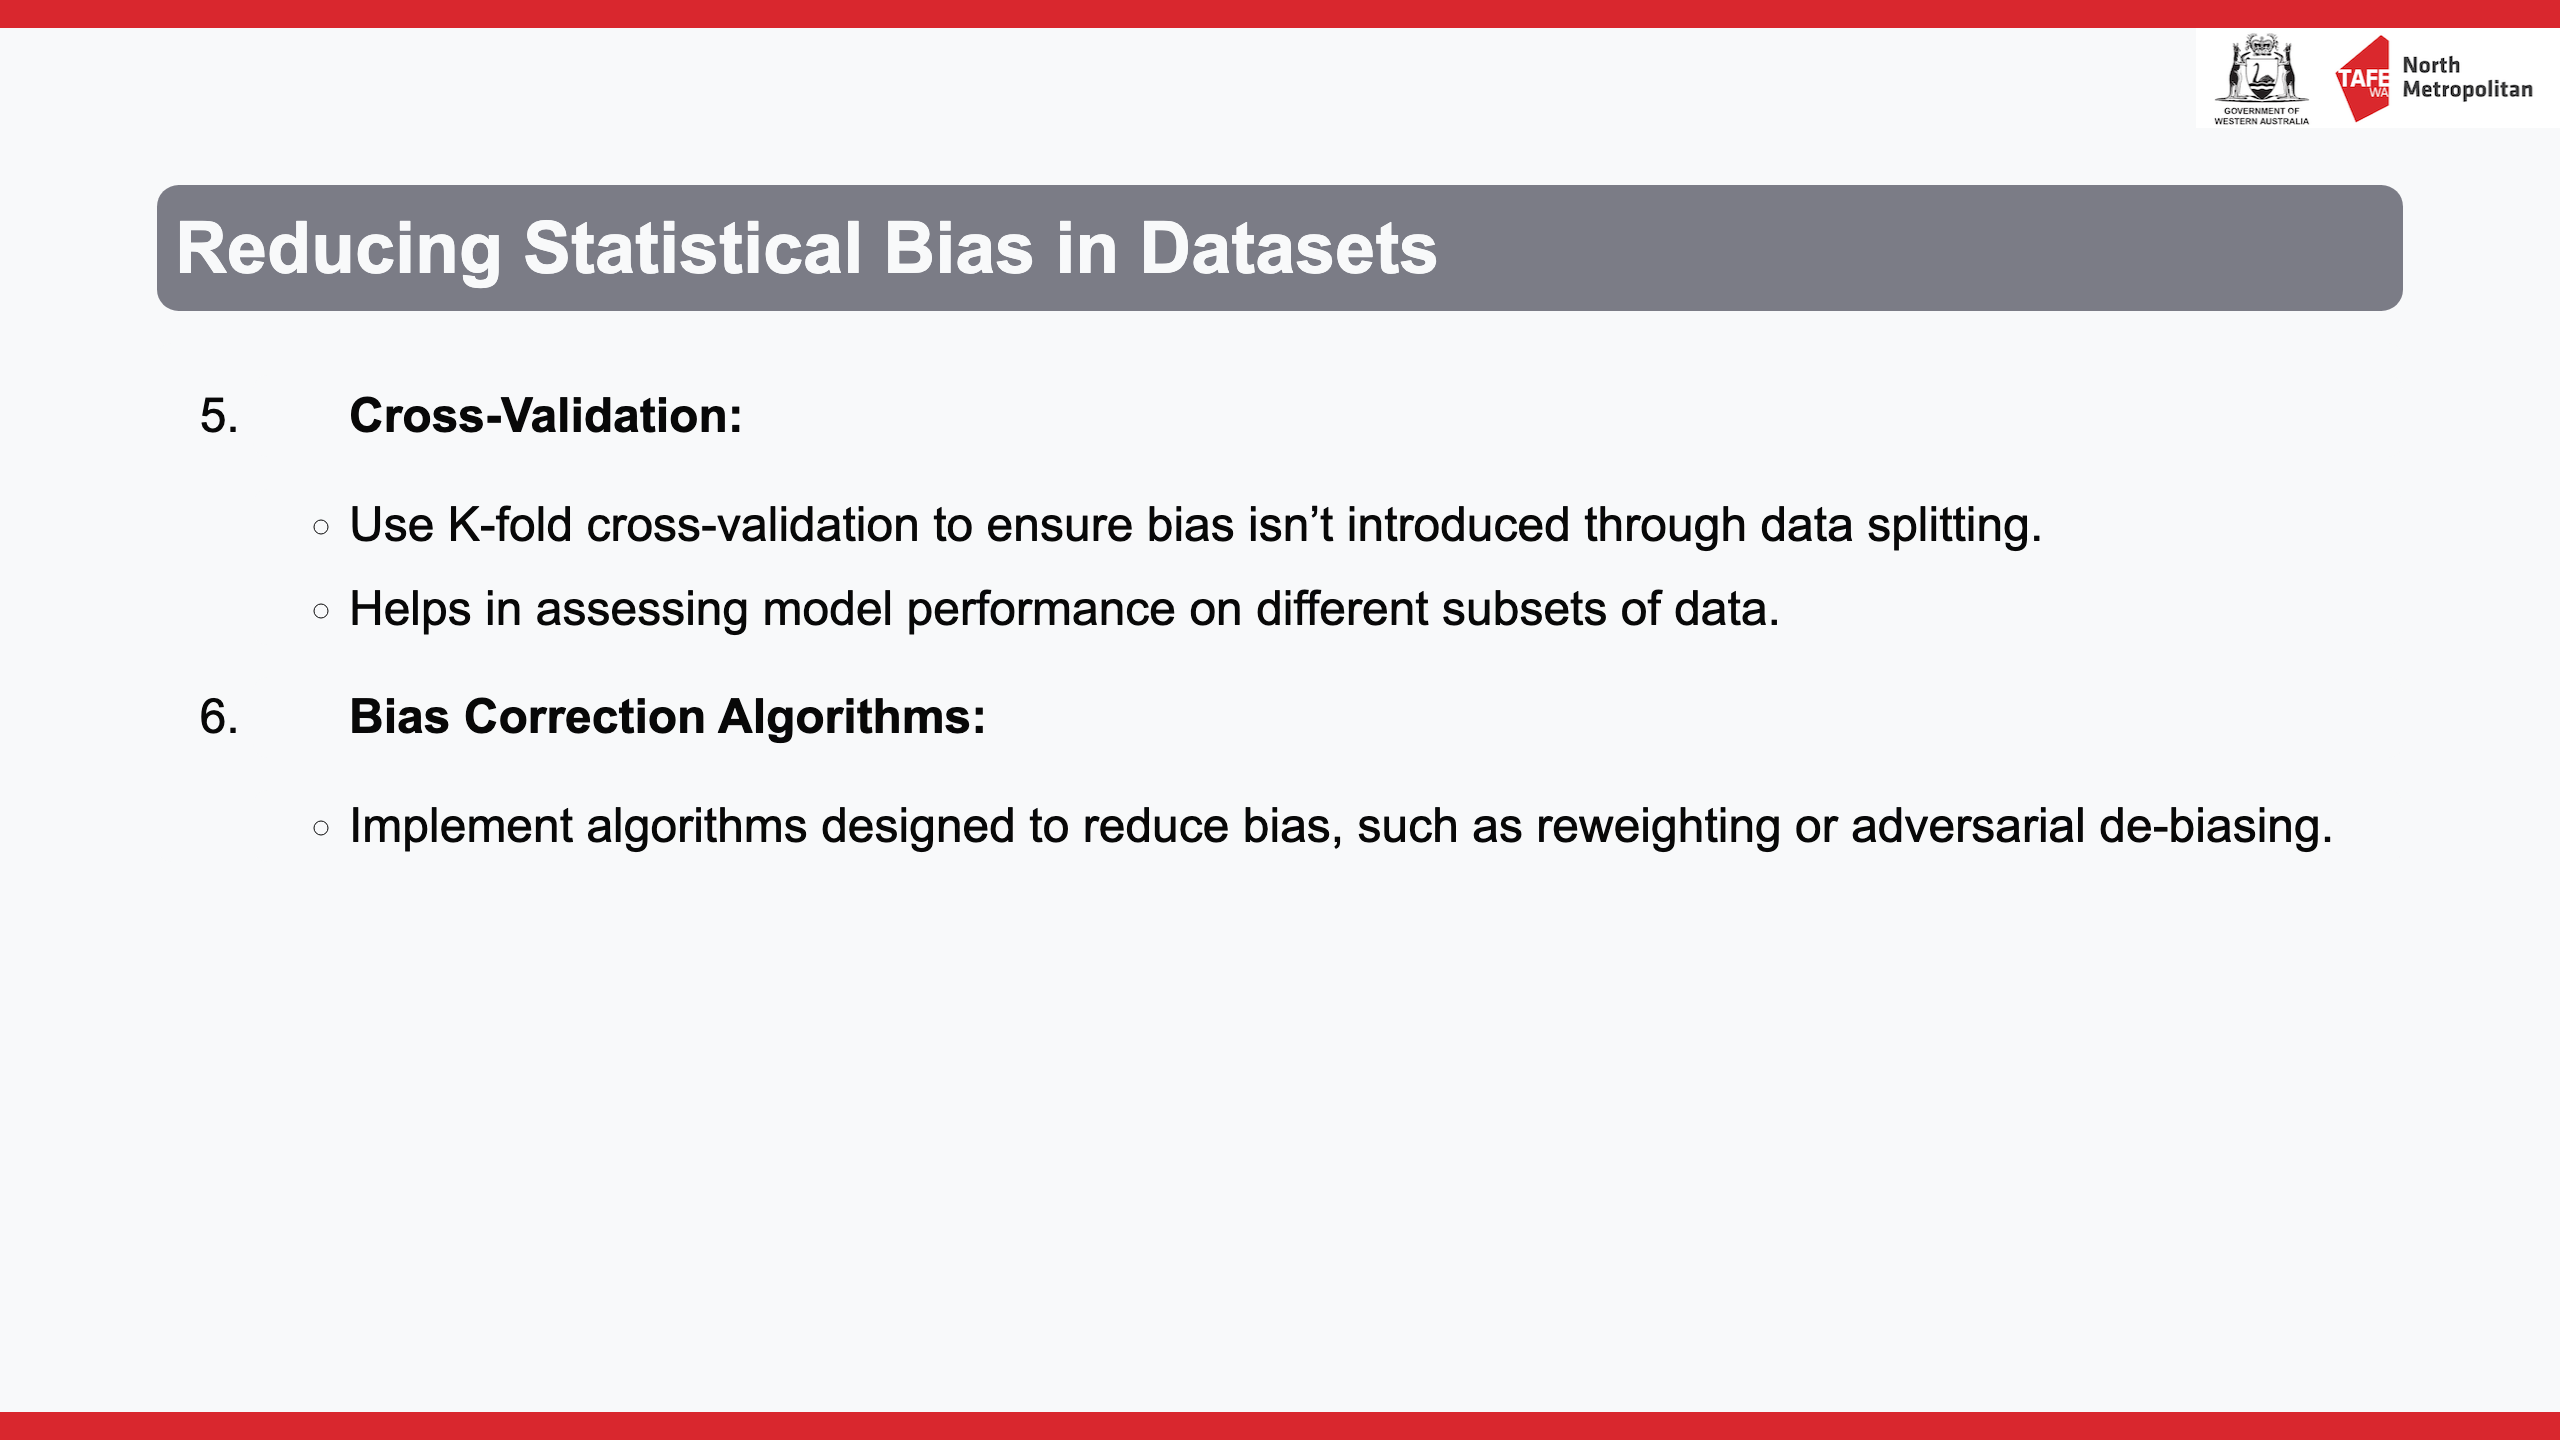 GOVERNMENT OF
WESTERN AUSTRALIA
TAFE
WA
North
Metropolitan
Reducing Statistical Bias in Datasets
5. Cross-Validation:
○ Use K-fold cross-validation to ensure bias isn’t introduced through data splitting.
○ Helps in assessing model performance on different subsets of data.
6. Bias Correction Algorithms:
○ Implement algorithms designed to reduce bias, such as reweighting or adversarial de-biasing.